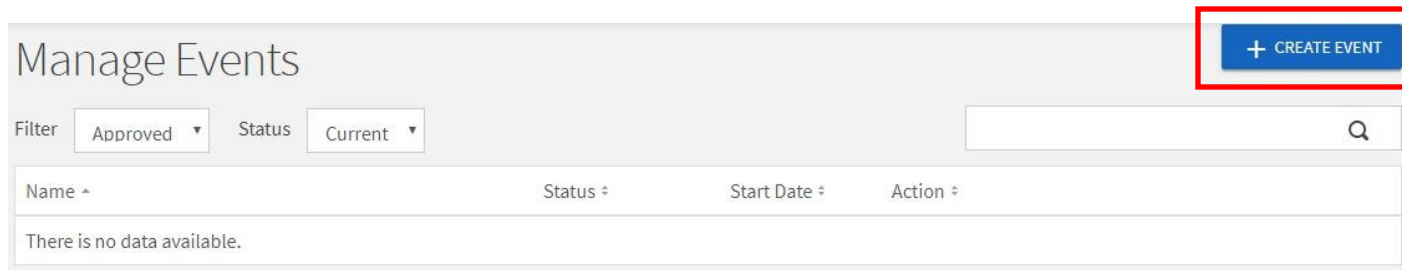 Manage Events
+ CREATE EVENT
Filter Approved Status Current
Name Status Start Date Action
There is no data available.